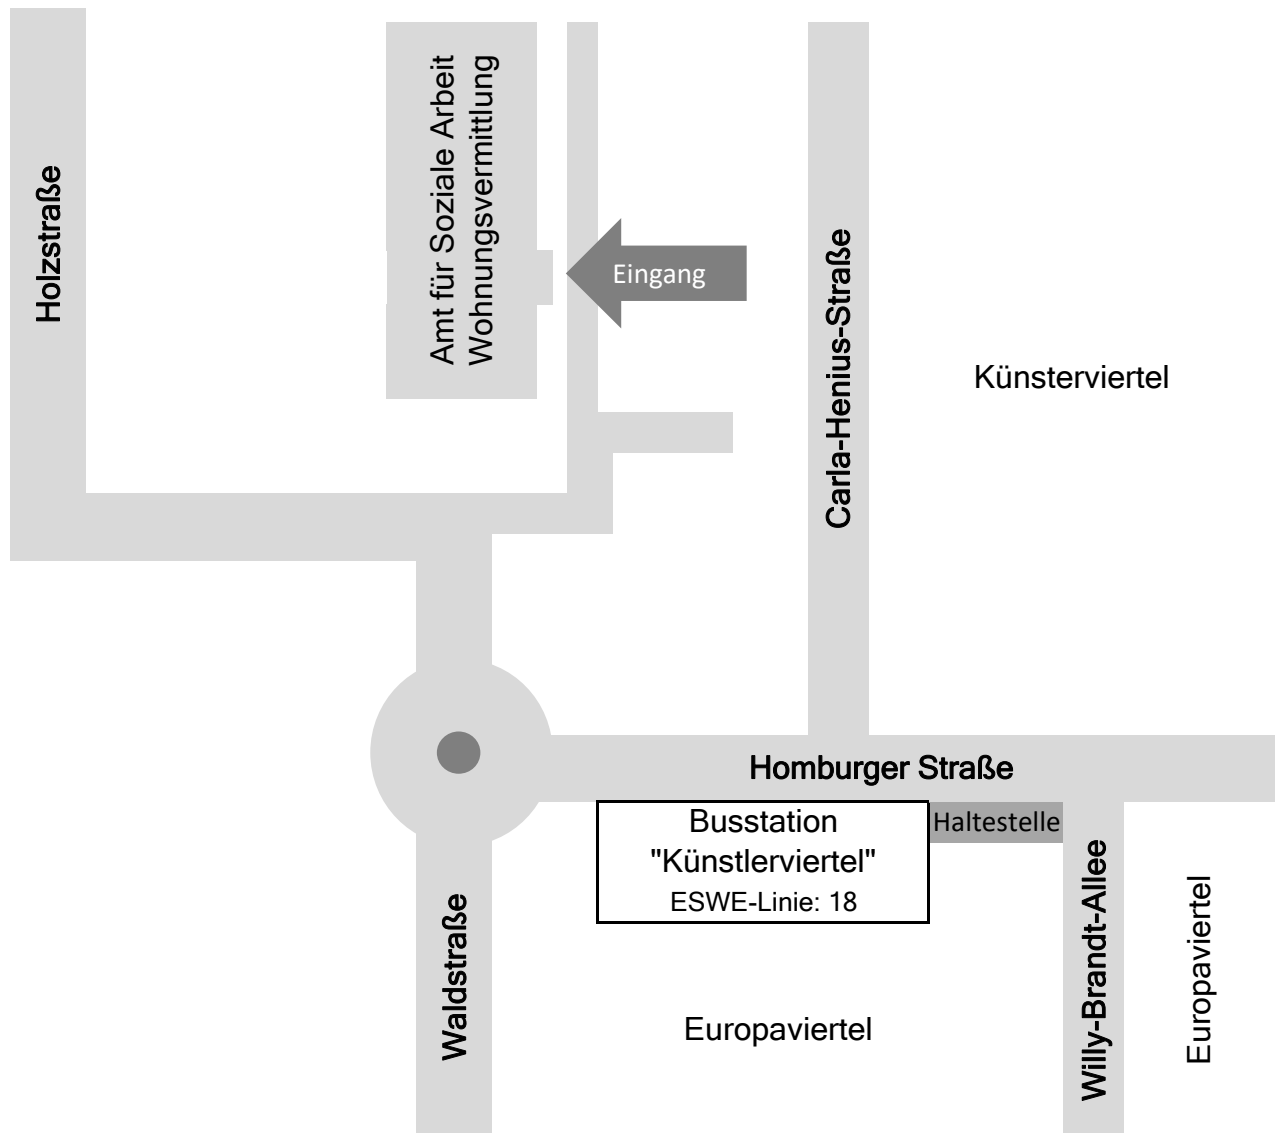 Holzstraße
Amt für Soziale Arbeit
Wohnungsvermittlung
Eingang
Carla-Henius-Straße
Künsterviertel
Homburger Straße
Busstation
"Künstlerviertel"
ESWE-Linie: 18
Haltestelle
Waldstraße
Europaviertel
Willy-Brandt-Allee
Europaviertel